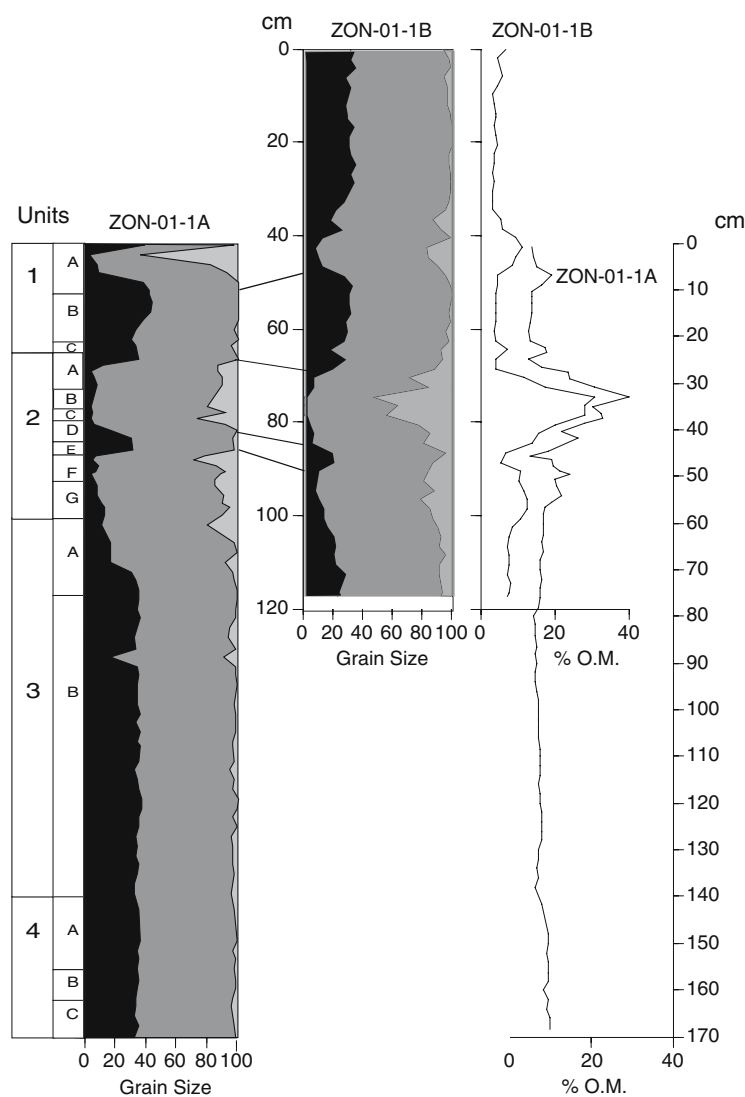 cm
ZON-01-1B
ZON-01-1B
0
20
40
60
80
100
120
0 20 40 60 80 100
Grain Size
0 20 40
% O.M.
Units
ZON-01-1A
1
A
B
C
2
A
B
C
D
E
F
G
3
A
B
4
A
B
C
0 20 40 60 80 100
Grain Size
ZON-01-1A
cm
0
10
20
30
40
50
60
70
80
90
100
110
120
130
140
150
160
170
0 20 40
% O.M.